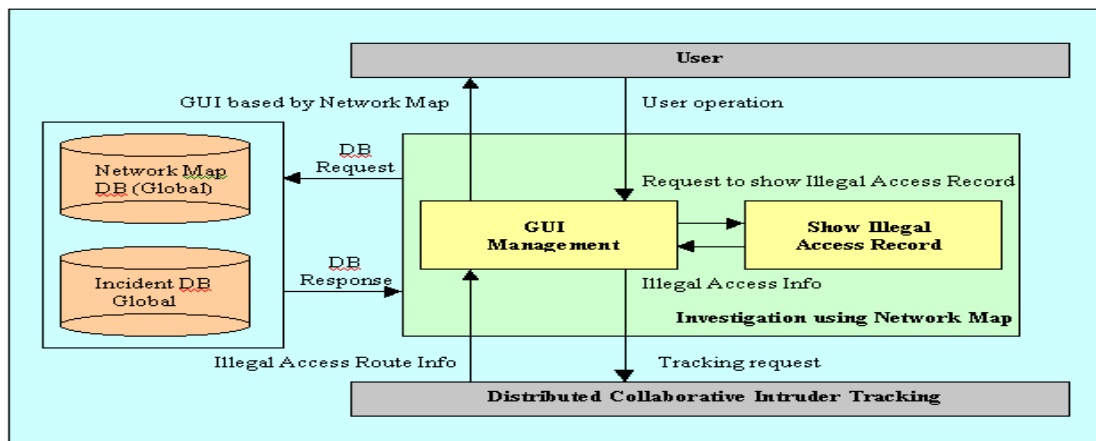 User
GUI based by Network Map
User operation
DB
Request
Network Map
DB (Global)
Request to show Illegal Access Record
GUI
Management
Show Illegal
Access Record
DB
Response
Incident DB
Global
Illegal Access Info
Investigation using Network Map
Illegal Access Route Info
Tracking request
Distributed Collaborative Intruder Tracking